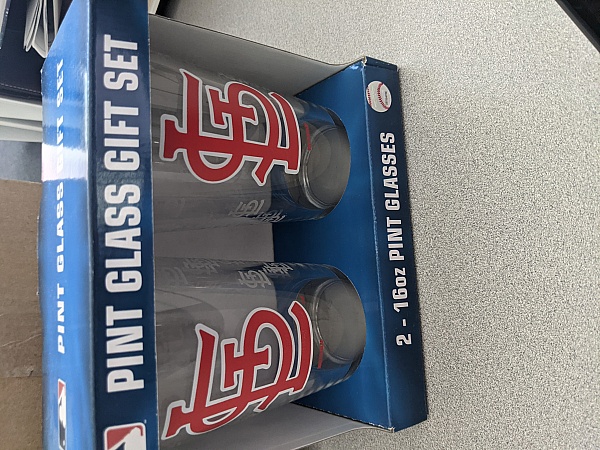 PINT GLASS GIFT SET
PINT GLASS GIFT SET
STL
STL
2 - 16oz PINT GLASSES